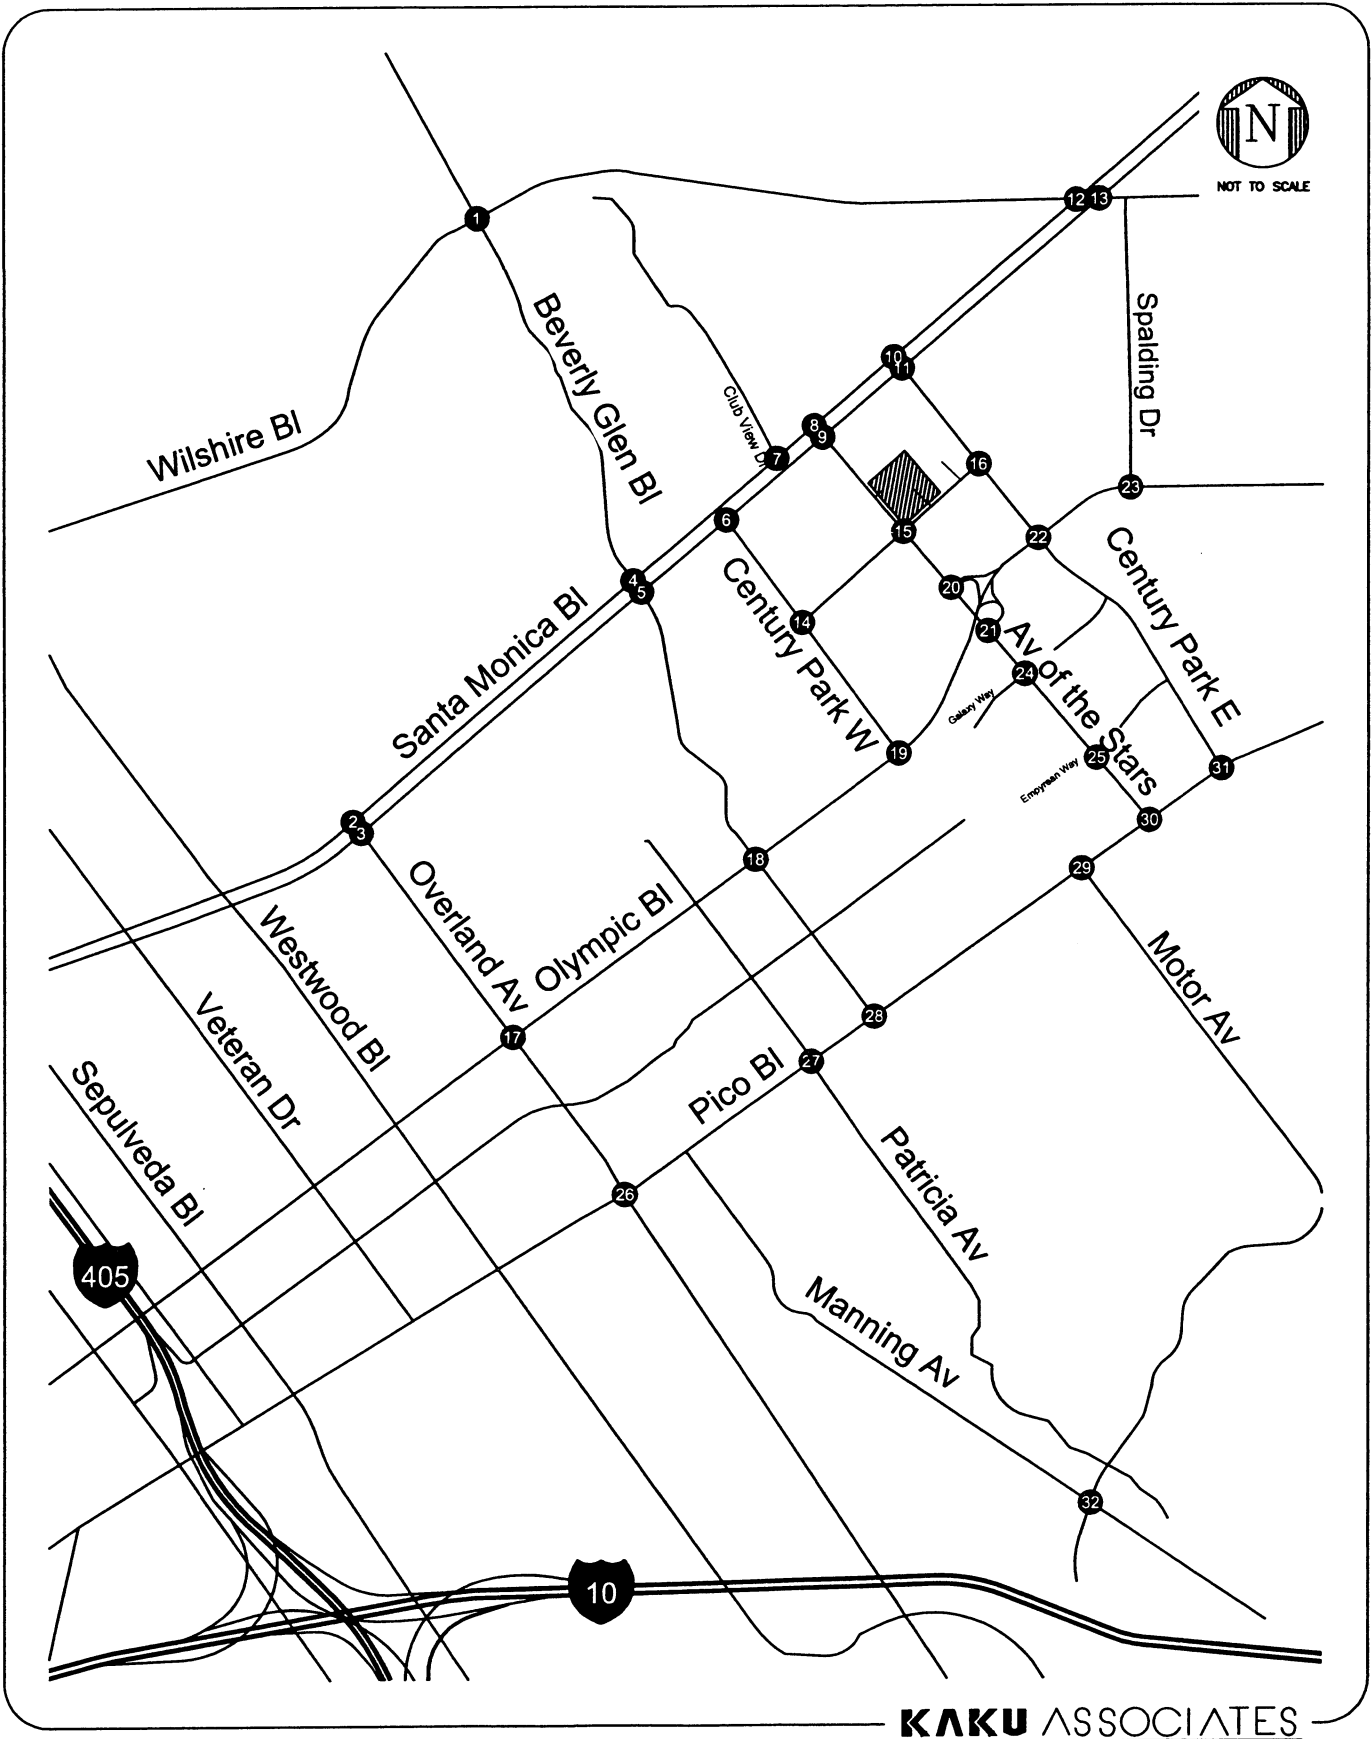 N
NOT TO SCALE
1
12
13
Beverly Glen Bl
Spalding Dr
10
11
Club View Dr
Wilshire Bl
8
9
7
16
23
6
15
22
Century Park E
4
5
20
Century Park W
14
21
Av of the Stars
Santa Monica Bl
24
Galaxy Way
19
25
Empyrean Way
31
2
3
30
18
29
Overland Av
Olympic Bl
Westwood Bl
Motor Av
Veteran Dr
17
28
27
Pico Bl
Sepulveda Bl
Patricia Av
26
405
Manning Av
32
10
KAKU ASSOCIATES